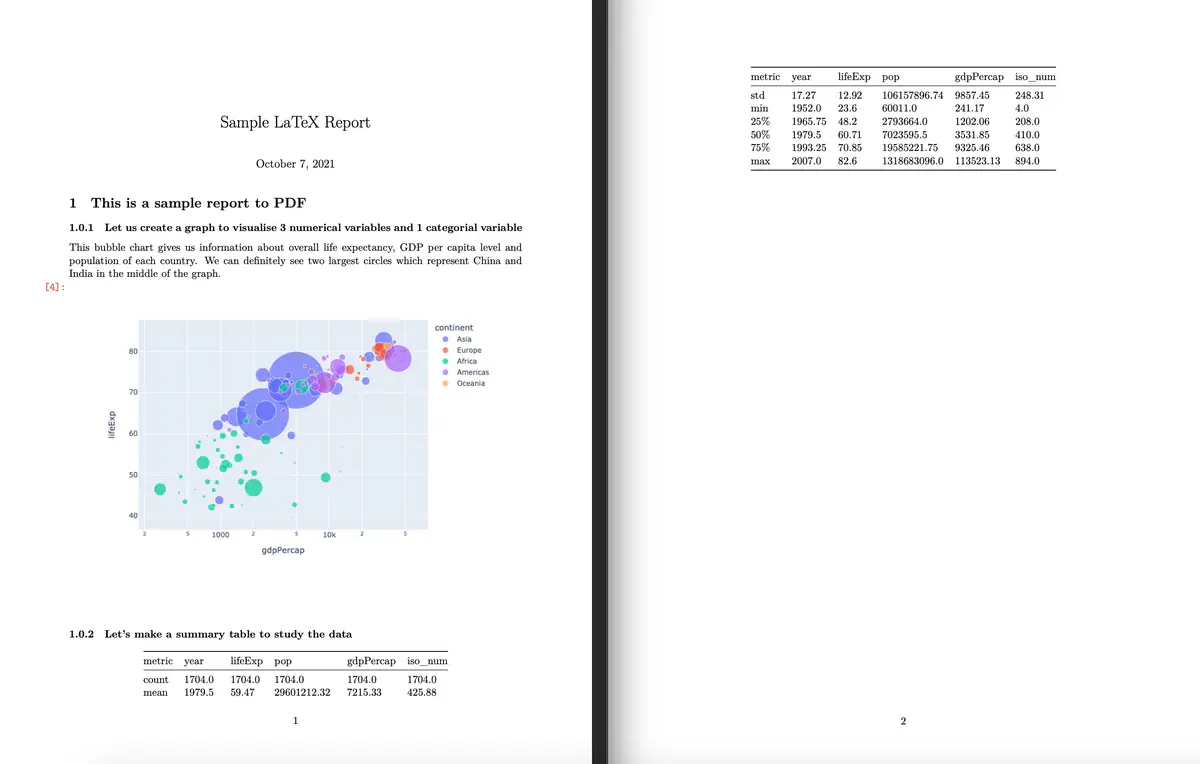 Sample LaTeX Report
October 7, 2021
1 This is a sample report to PDF
1.0.1 Let us create a graph to visualise 3 numerical variables and 1 categorial variable
This bubble chart gives us information about overall life expectancy, GDP per capita level and
population of each country. We can definitely see two largest circles which represent China and
India in the middle of the graph.
[4]:
continent
Asia
Europe
Africa
Americas
Oceania
lifeExp
80
70
60
50
40
2 5 1000 2 5 10k 2 5
gdpPercap
1.0.2 Let's make a summary table to study the data
metric year lifeExp pop gdpPercap iso_num
count 1704.0 1704.0 1704.0 1704.0 1704.0
mean 1979.5 59.47 29601212.32 7215.33 425.88
1
metric year lifeExp pop gdpPercap iso_num
std 17.27 12.92 106157896.74 9857.45 248.31
min 1952.0 23.6 60011.0 241.17 4.0
25% 1965.75 48.2 2793664.0 1202.06 208.0
50% 1979.5 60.71 7023595.5 3531.85 410.0
75% 1993.25 70.85 19585221.75 9325.46 638.0
max 2007.0 82.6 1318683096.0 113523.13 894.0
2